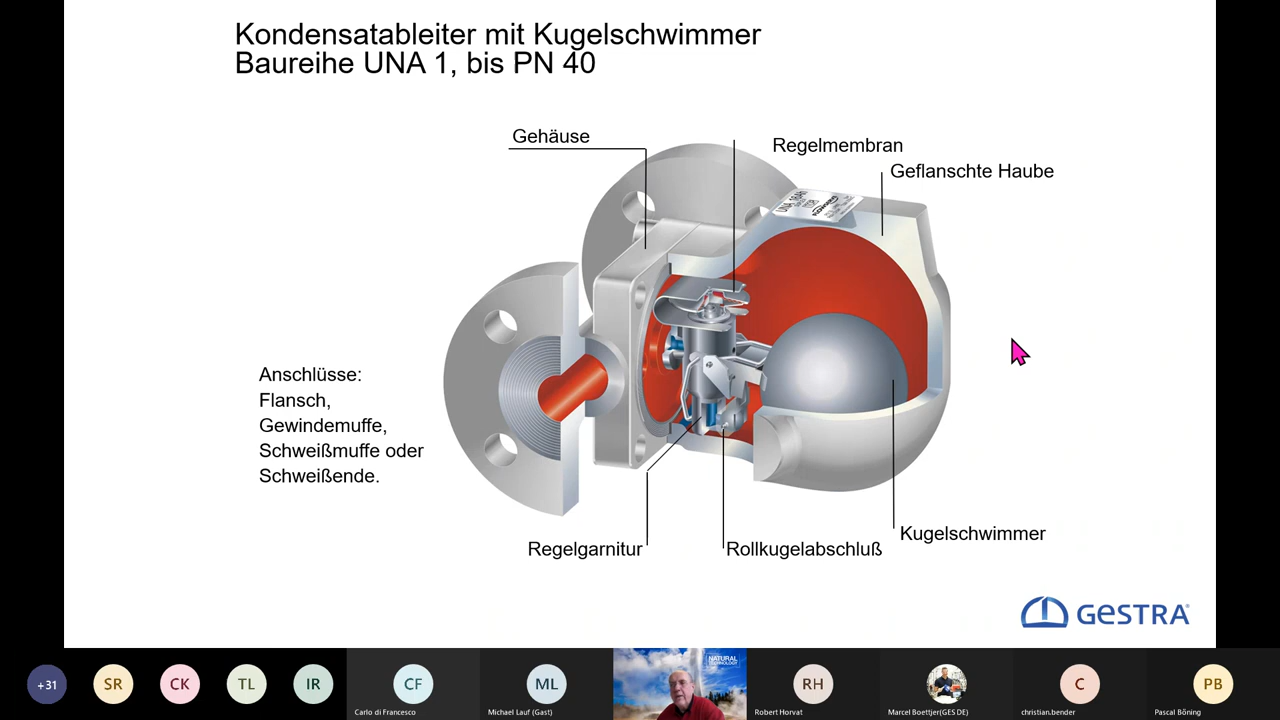 Kondensatableiter mit Kugelschwimmer
Baureihe UNA 1, bis PN 40
Gehäuse
Regelmembran
Geflanschte Haube
Anschlüsse:
Flansch,
Gewindemuffe,
Schweißmuffe oder
Schweißende.
Regelgarnitur
Rollkugelabschluß
Kugelschwimmer
GESTRA
+31
SR
CK
TL
IR
CF
Carlo di Francesco
ML
Michael Lauf (Gast)
NATURAL
TECHNOLOGY
RH
Robert Horvat
Marcel Boettjer(GES DE)
C
christian.bender
PB
Pascal Böning